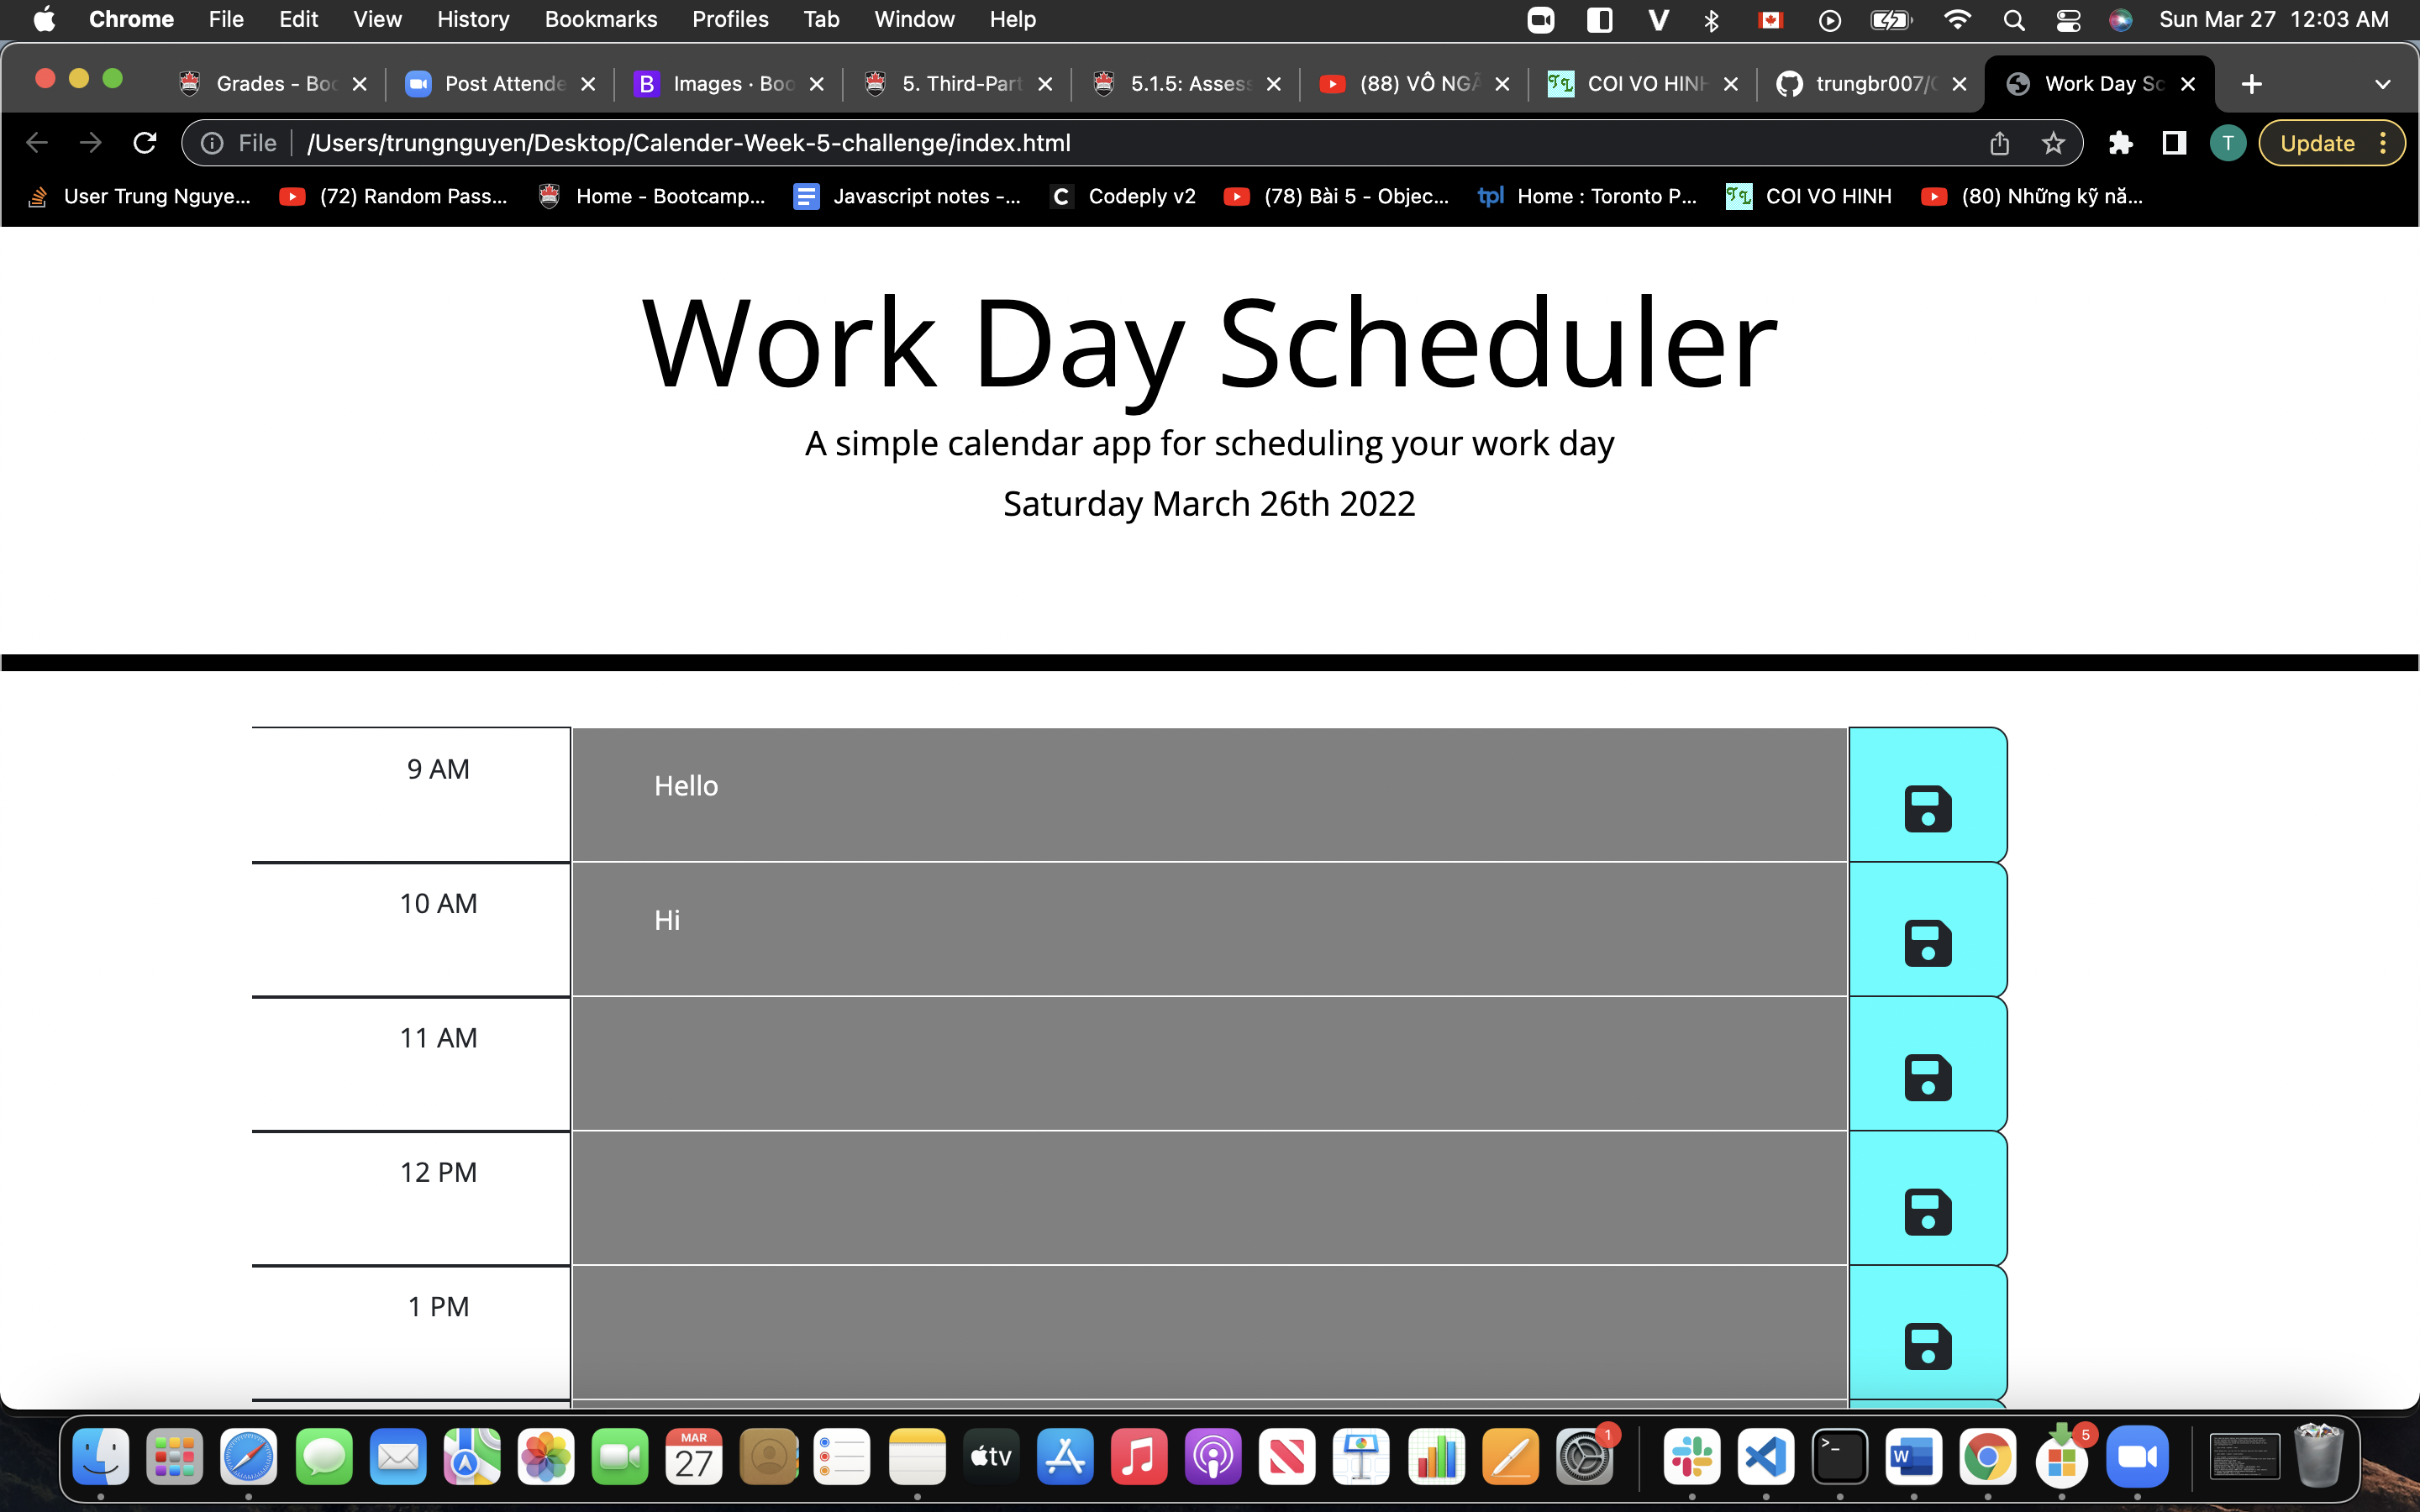 Chrome File Edit View History Bookmarks Profiles Tab Window Help V Sun Mar 27 12:03 AM
Grades - Boo Post Attende B Images · Boo 5. Third-Part 5.1.5: Assess (88) VÔ NGÃ TL COI VO HINH trungbr007/ Work Day Sc
File /Users/trungnguyen/Desktop/Calender-Week-5-challenge/index.html T Update
User Trung Nguye... (72) Random Pass... Home - Bootcamp... Javascript notes -... C Codeply v2 (78) Bài 5 - Objec... tpl Home : Toronto P... TL COI VO HINH (80) Những kỹ nă...
Work Day Scheduler
A simple calendar app for scheduling your work day
Saturday March 26th 2022
9 AM Hello
10 AM Hi
11 AM
12 PM
1 PM
MAR 27 tv 1 W 5